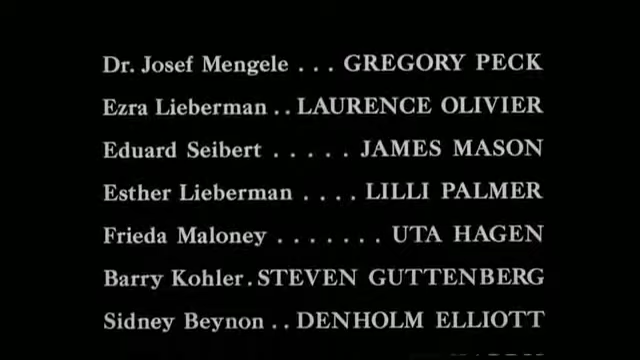 Dr. Josef Mengele . . . GREGORY PECK
Ezra Lieberman . . LAURENCE OLIVIER
Eduard Seibert . . . . . JAMES MASON
Esther Lieberman . . . . LILLI PALMER
Frieda Maloney . . . . . . . UTA HAGEN
Barry Kohler . STEVEN GUTTENBERG
Sidney Beynon . . DENHOLM ELLIOTT